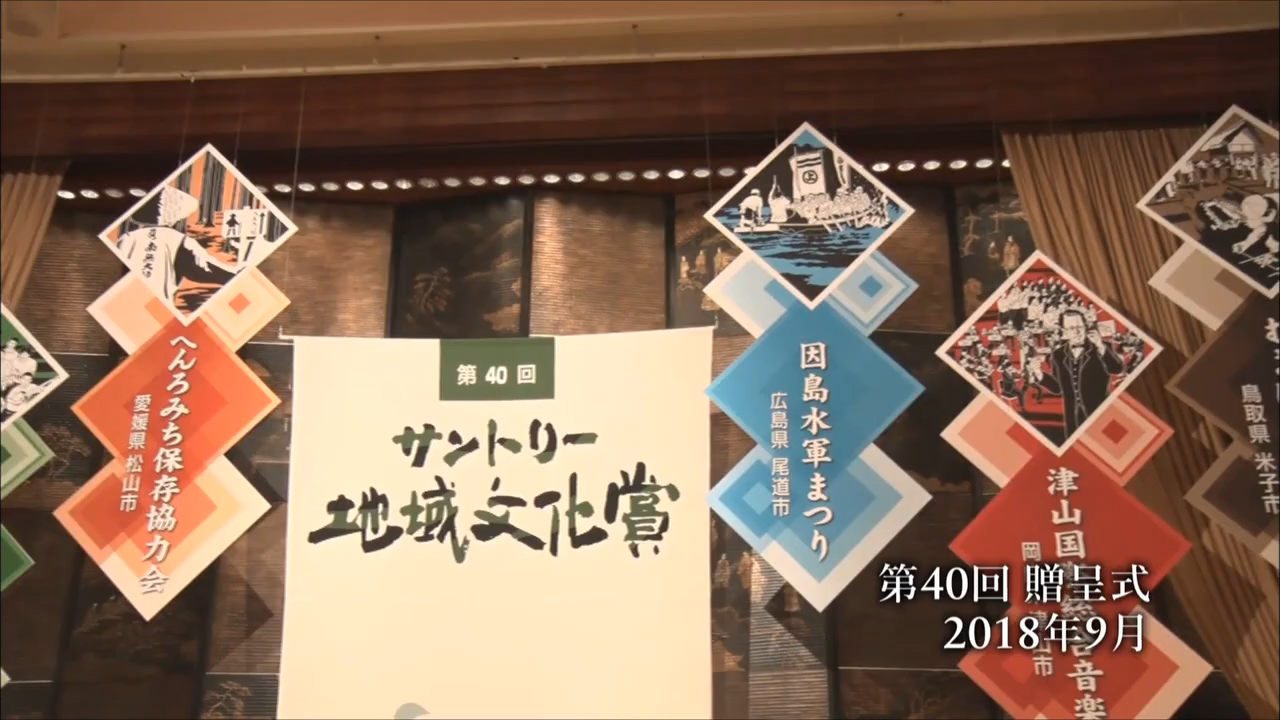 へんろみち保存協力会
愛媛県 松山市
第 40 回
サントリー
地域文化賞
因島水軍まつり
広島県 尾道市
津山国
音楽
鳥取県 米子市
第40回 贈呈式
2018年9月